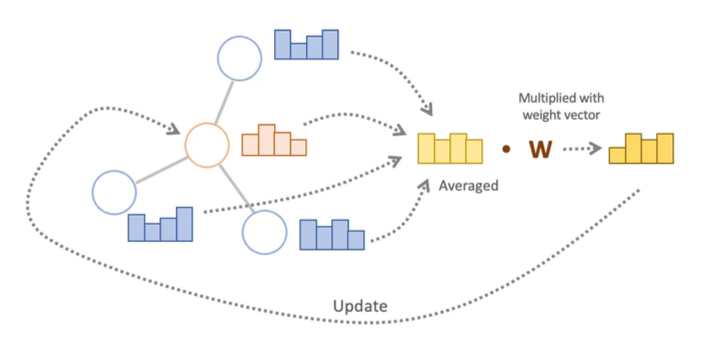 Multiplied with
weight vector
• W
Averaged
Update